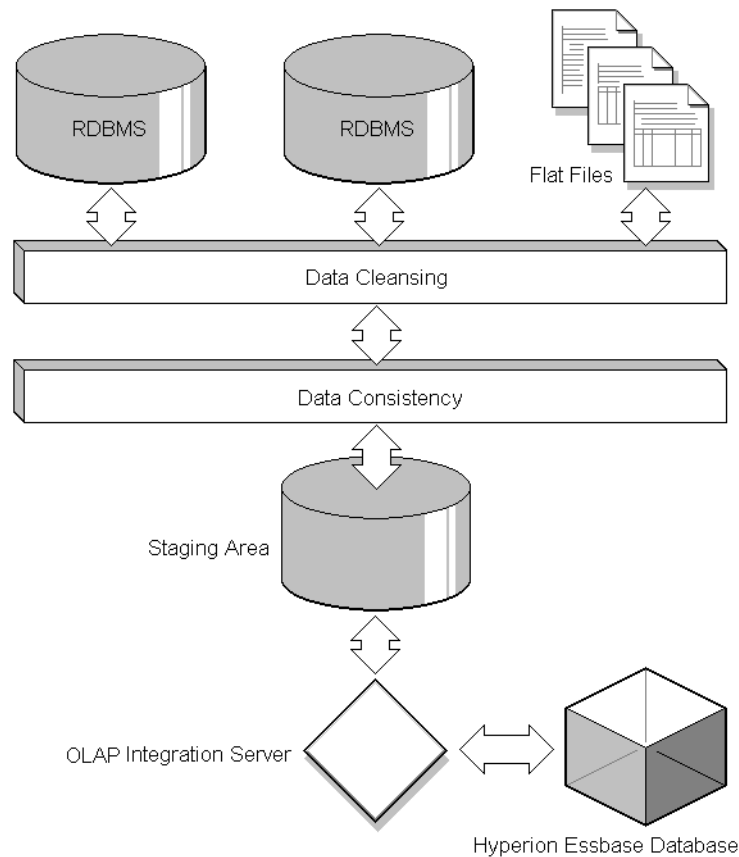 RDBMS
RDBMS
Flat Files
Data Cleansing
Data Consistency
Staging Area
OLAP Integration Server
Hyperion Essbase Database